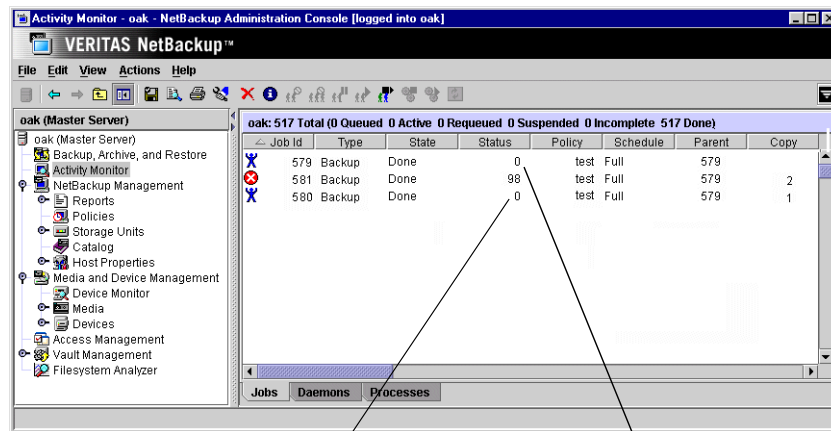 Activity Monitor - oak - NetBackup Administration Console [logged into oak]
VERITAS NetBackup™
File Edit View Actions Help
oak (Master Server)
oak (Master Server)
Backup, Archive, and Restore
Activity Monitor
NetBackup Management
Reports
Policies
Storage Units
Catalog
Host Properties
Media and Device Management
Device Monitor
Media
Devices
Access Management
Vault Management
Filesystem Analyzer
oak: 517 Total (0 Queued 0 Active 0 Requeued 0 Suspended 0 Incomplete 517 Done)
Job Id Type State Status Policy Schedule Parent Copy
579 Backup Done 0 test Full 579
581 Backup Done 98 test Full 579 2
580 Backup Done 0 test Full 579 1
Jobs Daemons Processes